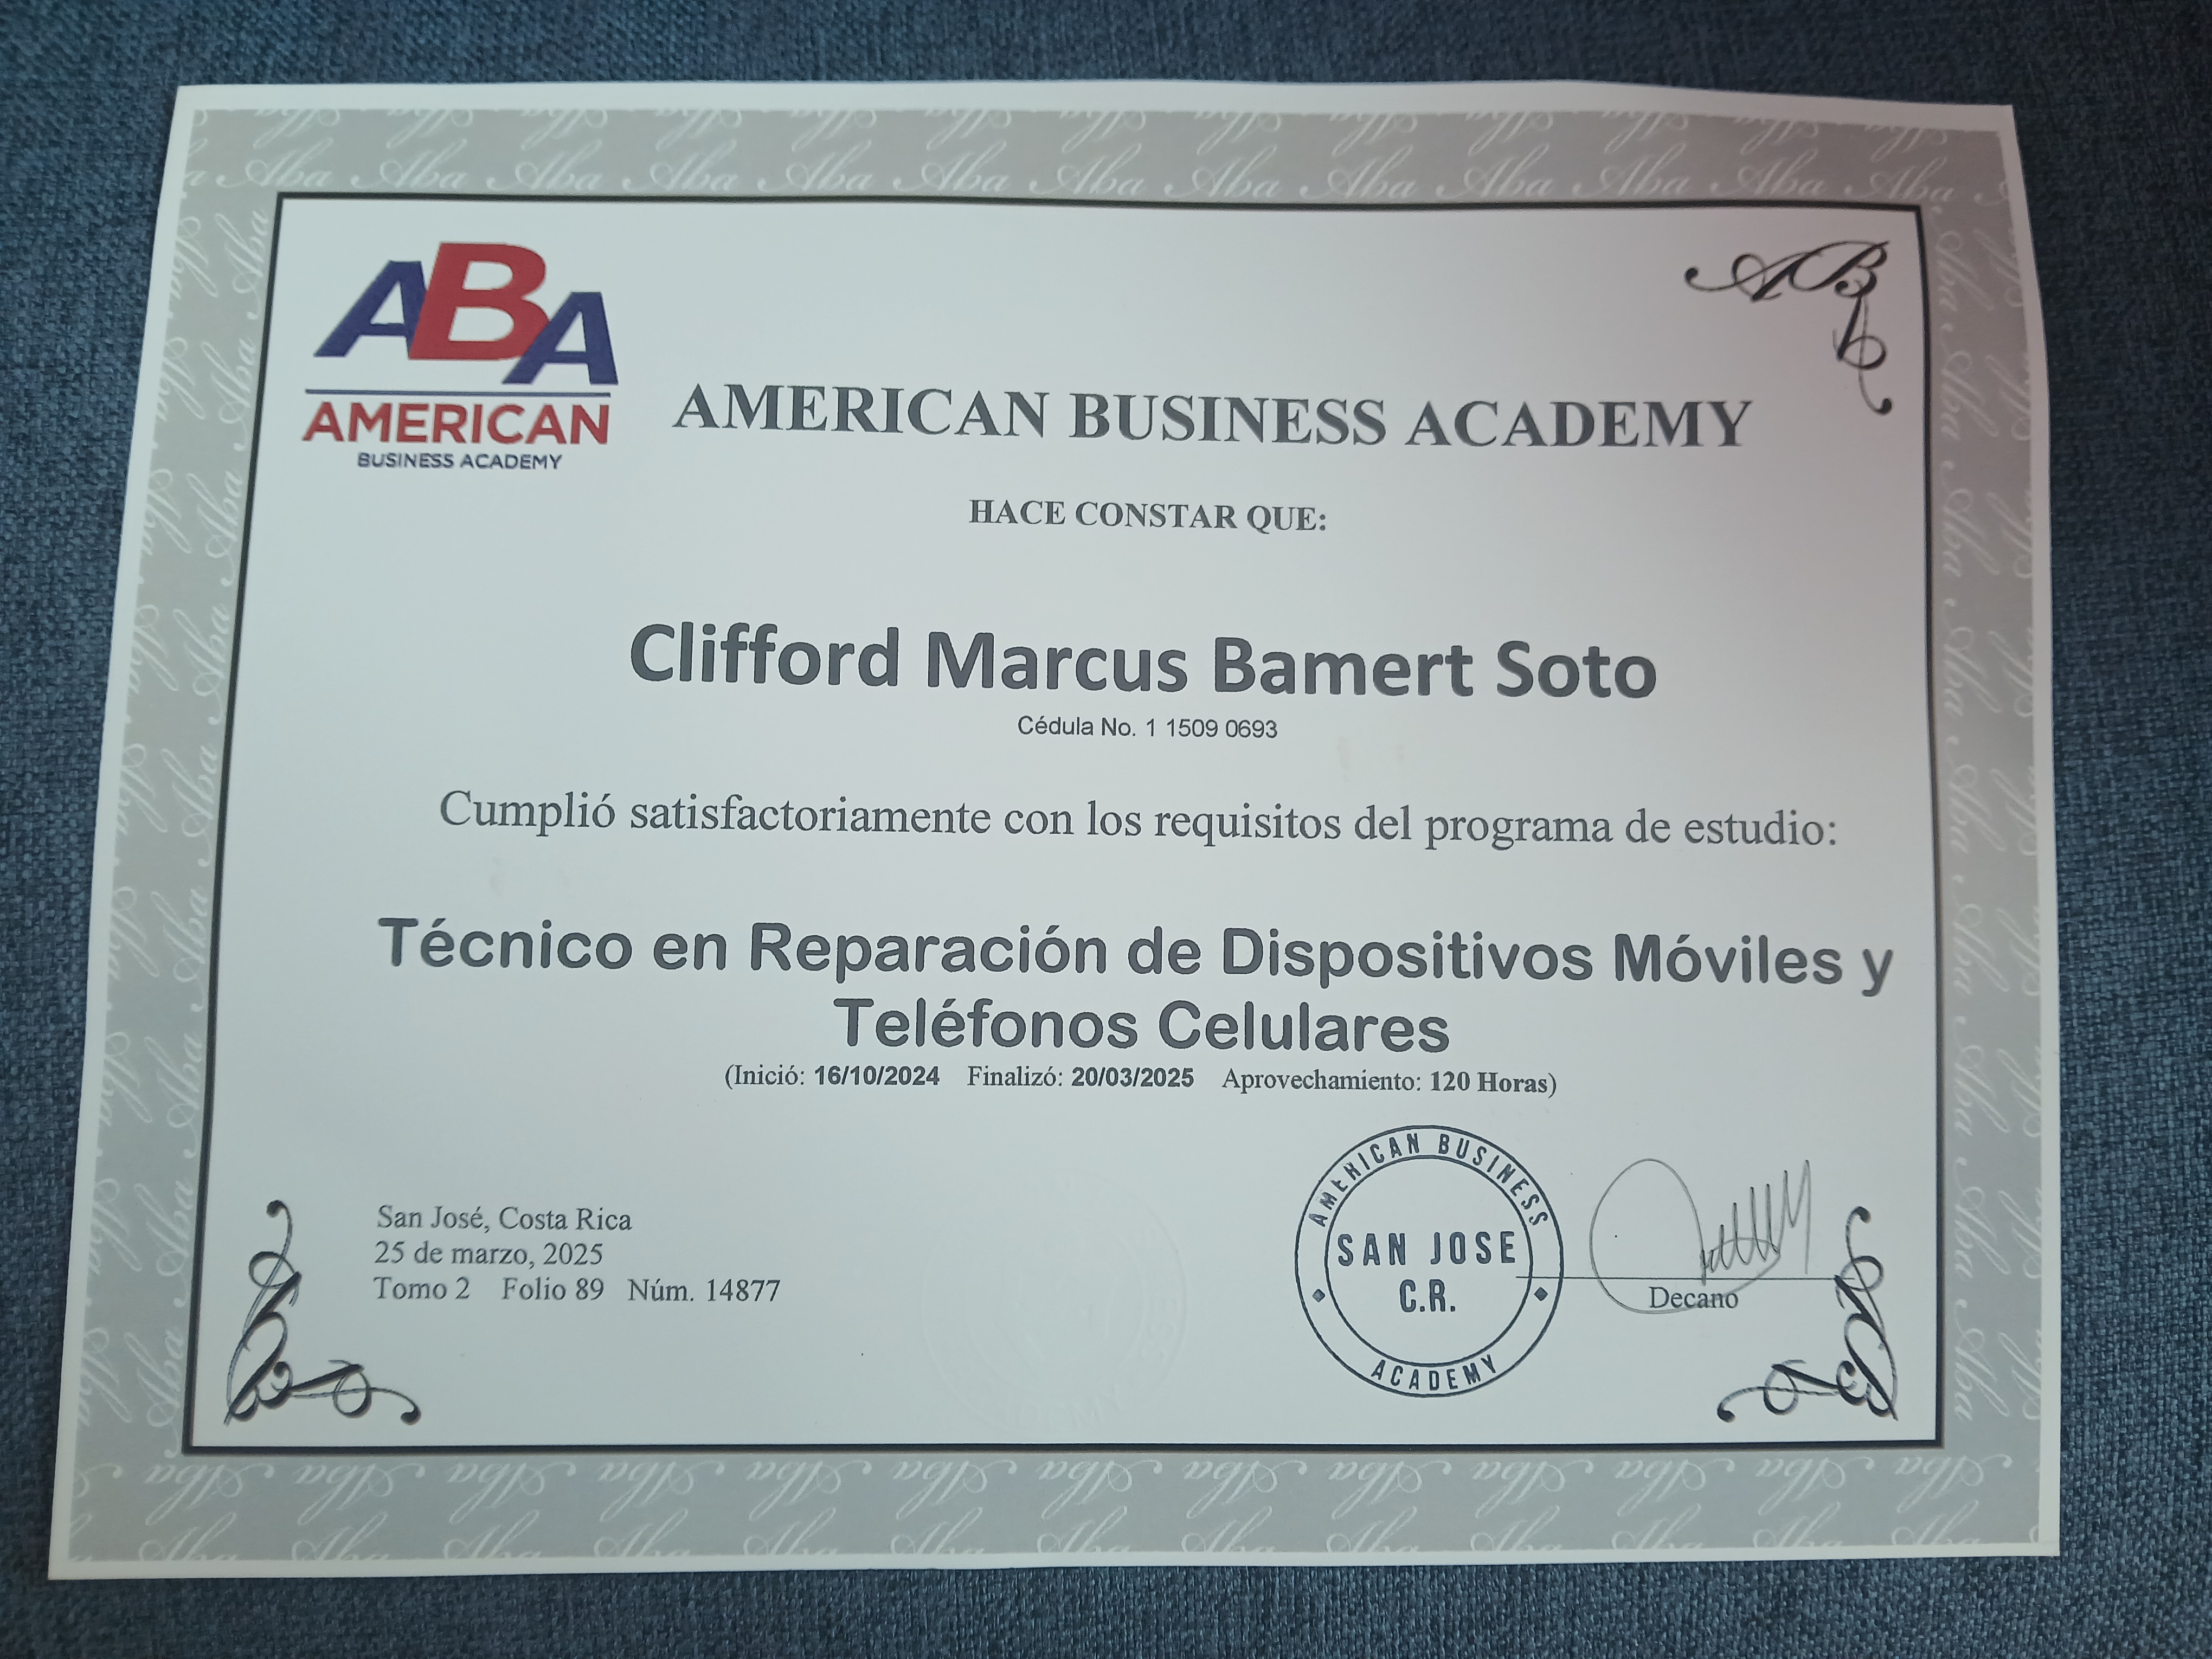 ABA
AMERICAN
BUSINESS ACADEMY
AMERICAN BUSINESS ACADEMY
HACE CONSTAR QUE:
Clifford Marcus Bamert Soto
Cédula No. 1 1509 0693
Cumplió satisfactoriamente con los requisitos del programa de estudio:
Técnico en Reparación de Dispositivos Móviles y
Teléfonos Celulares
(Inició: 16/10/2024 Finalizó: 20/03/2025 Aprovechamiento: 120 Horas)
San José, Costa Rica
25 de marzo, 2025
Tomo 2 Folio 89 Núm. 14877
AMERICAN BUSINESS
SAN JOSE
C.R.
ACADEMY
Decano